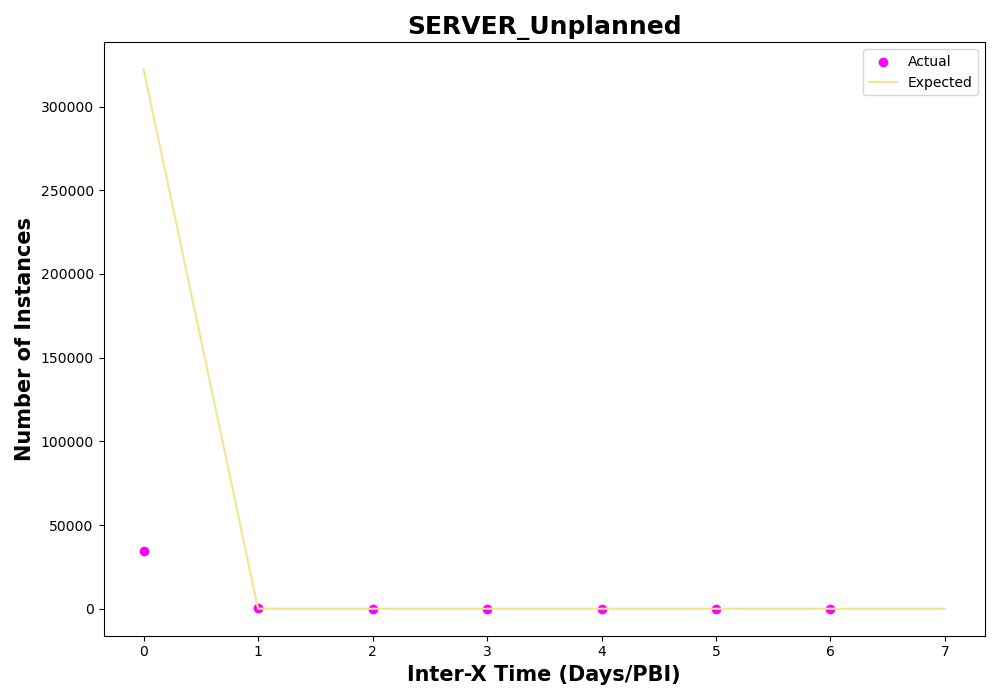 SERVER_Unplanned
Actual
Expected
Number of Instances
300000
250000
200000
150000
100000
50000
0
0 1 2 3 4 5 6 7
Inter-X Time (Days/PBI)